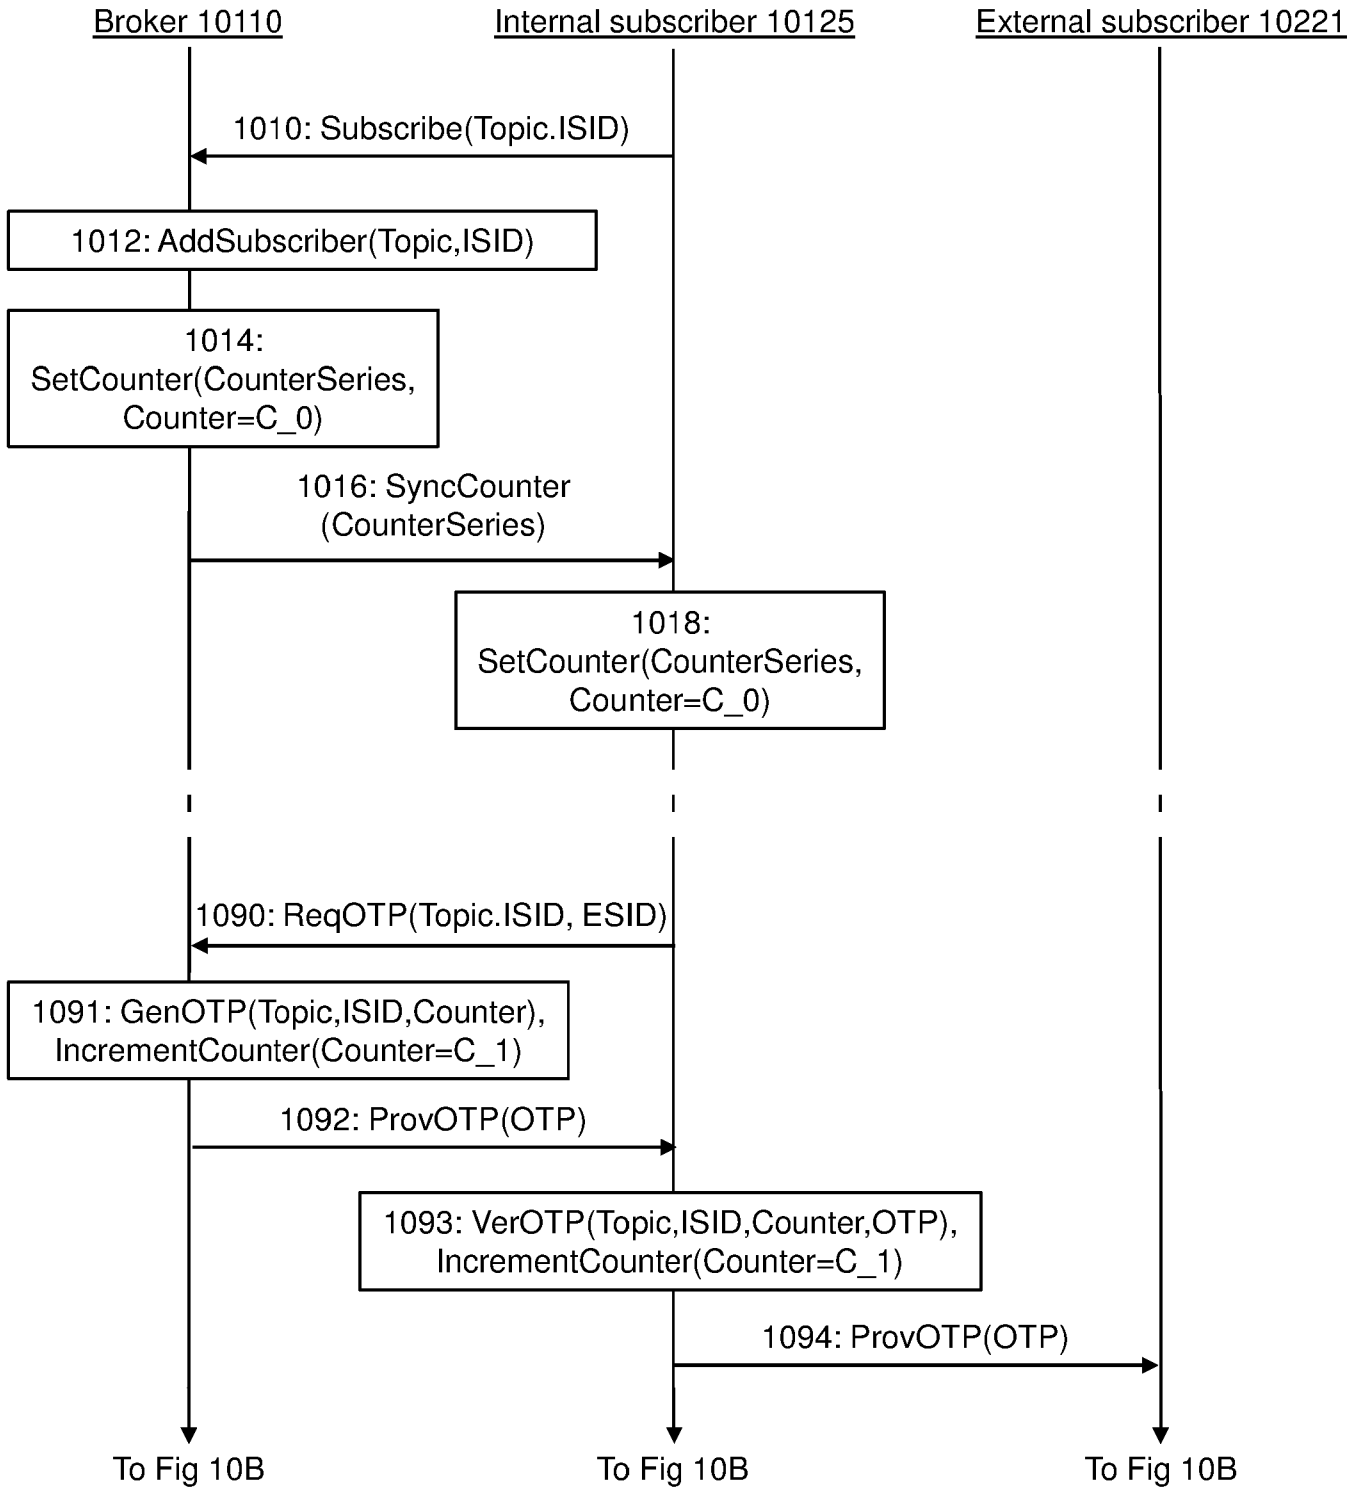 Broker 10110
Internal subscriber 10125
External subscriber 10221
1010: Subscribe(Topic.ISID)
1012: AddSubscriber(Topic,ISID)
1014:
SetCounter(CounterSeries,
Counter=C_0)
1016: SyncCounter
(CounterSeries)
1018:
SetCounter(CounterSeries,
Counter=C_0)
1090: ReqOTP(Topic.ISID, ESID)
1091: GenOTP(Topic,ISID,Counter),
IncrementCounter(Counter=C_1)
1092: ProvOTP(OTP)
1093: VerOTP(Topic,ISID,Counter,OTP),
IncrementCounter(Counter=C_1)
1094: ProvOTP(OTP)
To Fig 10B
To Fig 10B
To Fig 10B